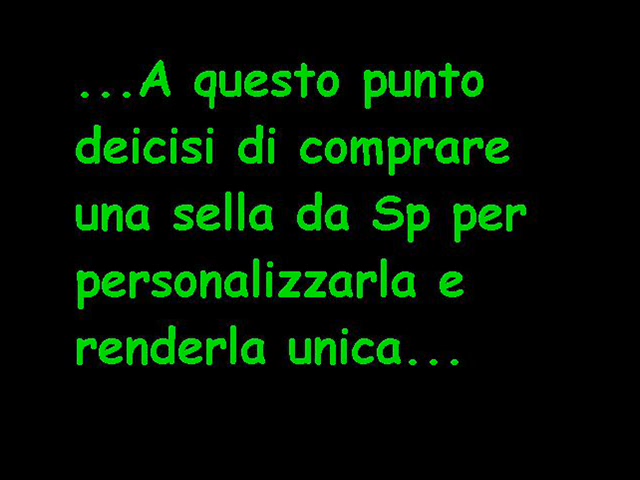 ...A questo punto
deicisi di comprare
una sella da Sp per
personalizzarla e
renderla unica...